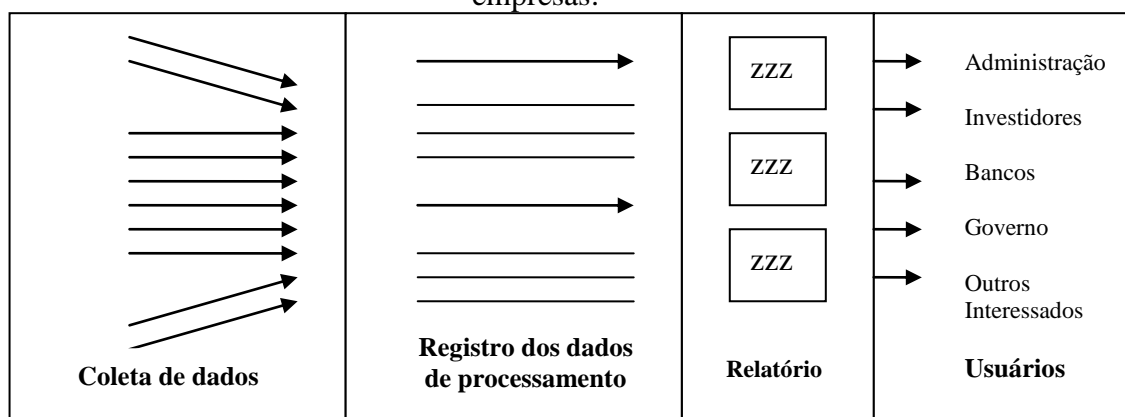 empresas.
ZZZ
ZZZ
ZZZ
Administração
Investidores
Bancos
Governo
Outros
Interessados
Coleta de dados
Registro dos dados
de processamento
Relatório
Usuários